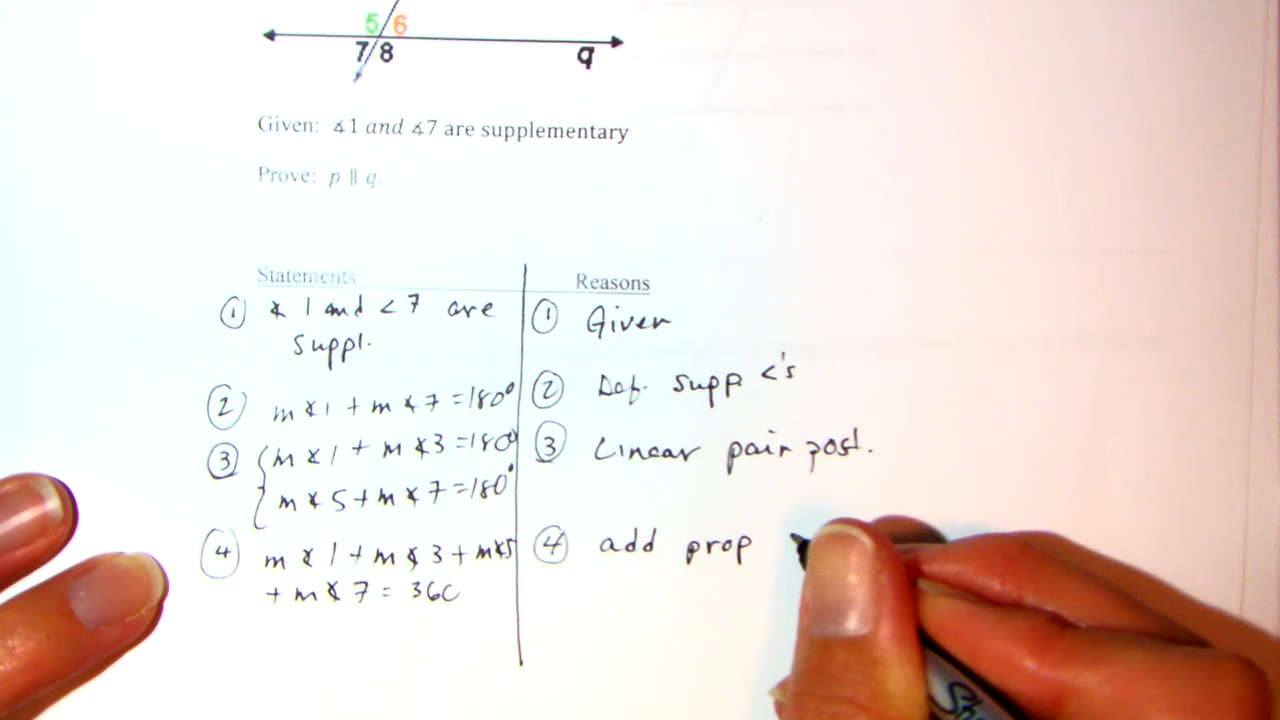 5 6
7 8
q
Given: ∡1 and ∡7 are supplementary
Prove: p ∥ q.
Statements Reasons
① ∡ 1 and < 7 are ① Given
suppl.
② m∡1 + m∡7 = 180° ② Def. supp <'s
③ { m∡1 + m∡3 = 180° ③ Linear pair post.
m∡5 + m∡7 = 180°
④ m∡1 + m∡3 + m∡5 ④ add prop
+ m∡7 = 360